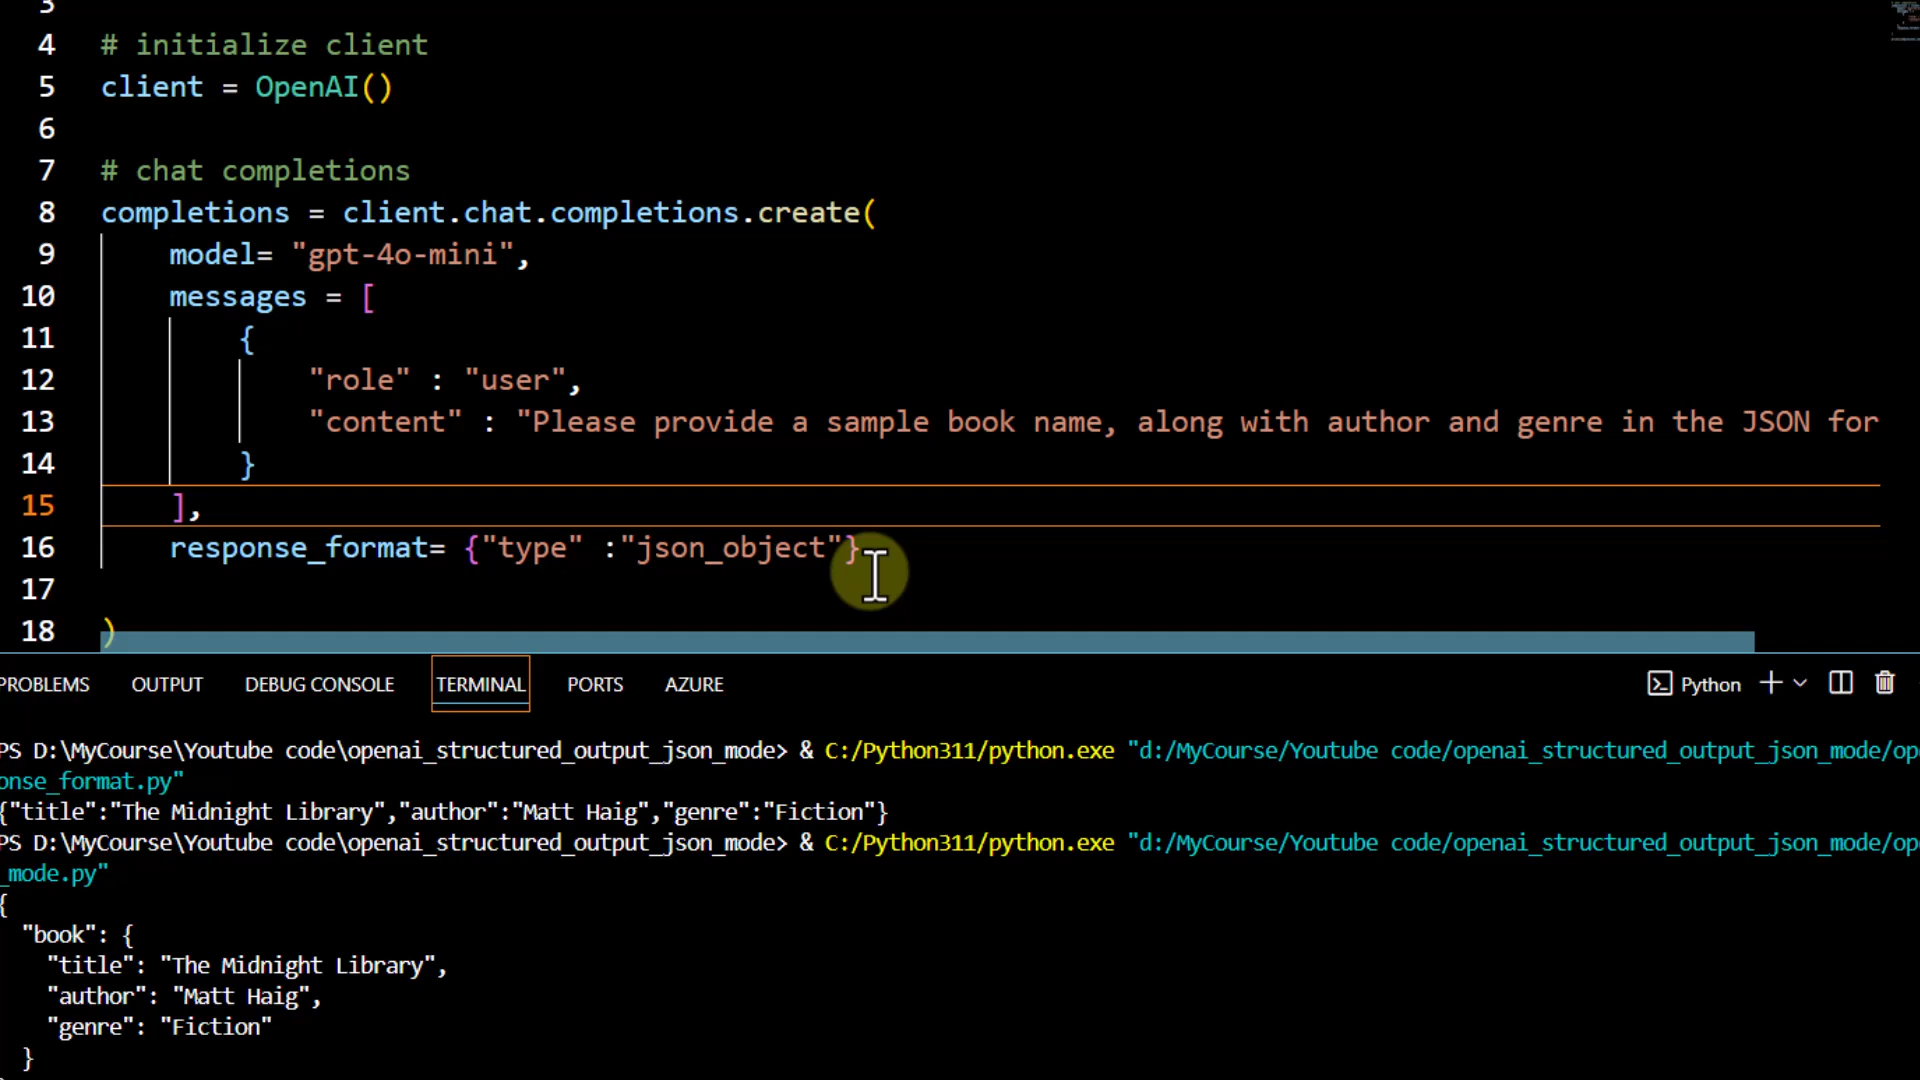 3
4 # initialize client
5 client = OpenAI()
6
7 # chat completions
8 completions = client.chat.completions.create(
9 model= "gpt-4o-mini",
10 messages = [
11 {
12 "role" : "user",
13 "content" : "Please provide a sample book name, along with author and genre in the JSON for
14 }
15 ],
16 response_format= {"type" :"json_object"}
17
18 )
PROBLEMS OUTPUT DEBUG CONSOLE TERMINAL PORTS AZURE Python
PS D:\MyCourse\Youtube code\openai_structured_output_json_mode> & C:/Python311/python.exe "d:/MyCourse/Youtube code/openai_structured_output_json_mode/op
onse_format.py"
{"title":"The Midnight Library","author":"Matt Haig","genre":"Fiction"}
PS D:\MyCourse\Youtube code\openai_structured_output_json_mode> & C:/Python311/python.exe "d:/MyCourse/Youtube code/openai_structured_output_json_mode/op
_mode.py"
{
"book": {
"title": "The Midnight Library",
"author": "Matt Haig",
"genre": "Fiction"
}